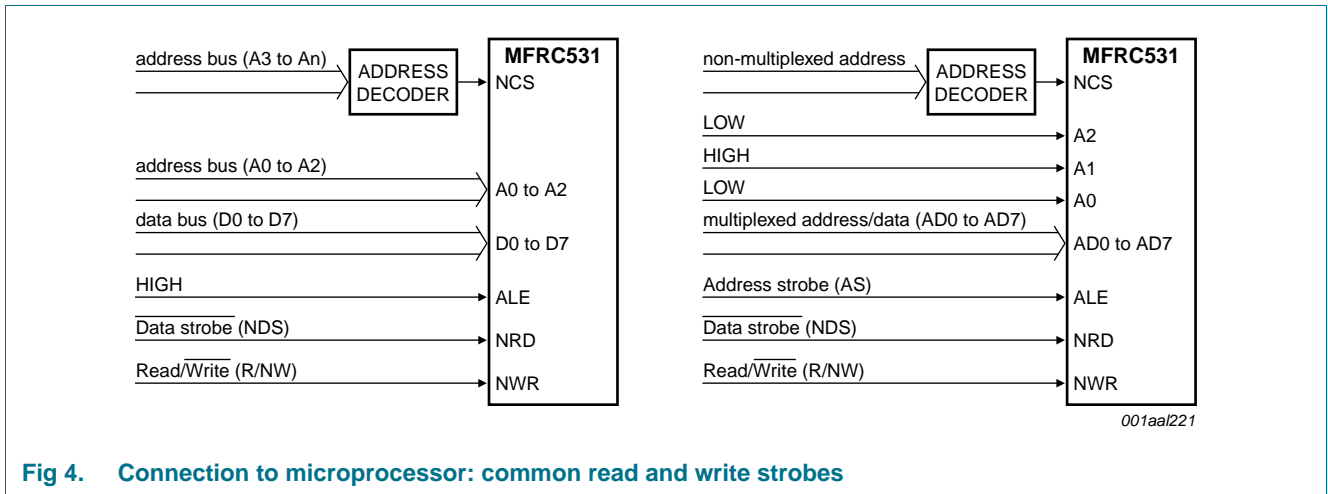 address bus (A3 to An)
ADDRESS
DECODER
MFRC531
NCS
address bus (A0 to A2)
A0 to A2
data bus (D0 to D7)
D0 to D7
HIGH
ALE
Data strobe (NDS)
NRD
Read/Write (R/NW)
NWR
non-multiplexed address
ADDRESS
DECODER
MFRC531
NCS
LOW
A2
HIGH
A1
LOW
A0
multiplexed address/data (AD0 to AD7)
AD0 to AD7
Address strobe (AS)
ALE
Data strobe (NDS)
NRD
Read/Write (R/NW)
NWR
001aal221
Fig 4. Connection to microprocessor: common read and write strobes